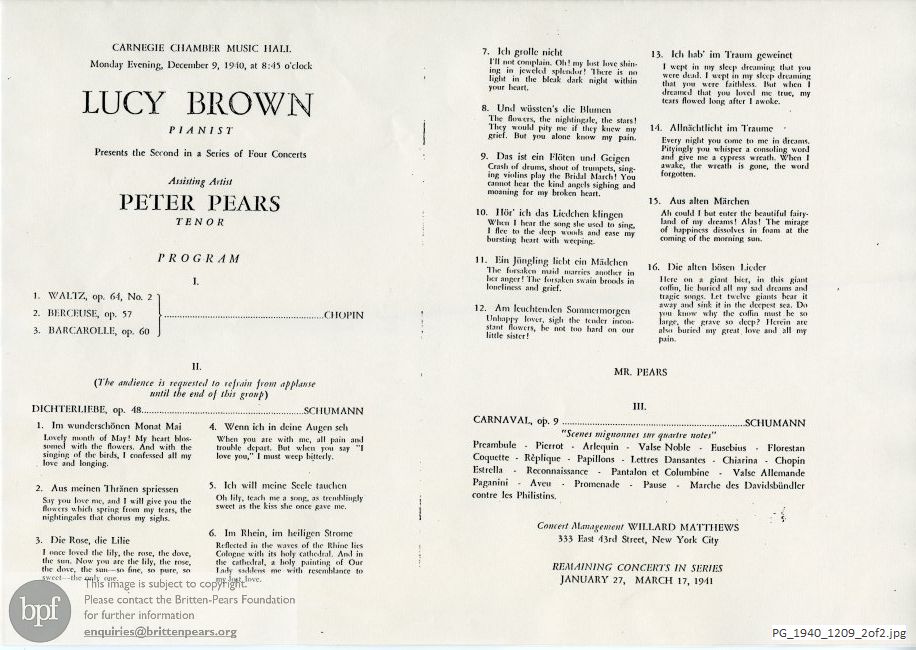 CARNEGIE CHAMBER MUSIC HALL
Monday Evening, December 9, 1940, at 8:45 o'clock
LUCY BROWN
PIANIST
Presents the Second in a Series of Four Concerts
Assisting Artist
PETER PEARS
TENOR
PROGRAM
I.
1. WALTZ, op. 64, No. 2
2. BERCEUSE, op. 57
3. BARCAROLLE, op. 60
CHOPIN
II.
(The audience is requested to refrain from applause
until the end of this group)
DICHTERLIEBE, op. 48 SCHUMANN
1. Im wunderschönen Monat Mai
Lovely month of May! My heart blos-
somed with the flowers. And with the
singing of the birds, I confessed all my
love and longing.
2. Aus meinen Thränen spriessen
Say you love me, and I will give you the
flowers which spring from my tears, the
nightingales that chorus my sighs.
3. Die Rose, die Lilie
I once loved the lily, the rose, the dove,
the sun. Now you are the lily, the rose,
the dove, the sun—so fine, so pure, so
sweet—the only one.
4. Wenn ich in deine Augen seh
When you are with me, all pain and
trouble depart. But when you say "I
love you," I must weep bitterly.
5. Ich will meine Seele tauchen
Oh lily, teach me a song, as tremblingly
sweet as the kiss she once gave me.
6. Im Rhein, im heiligen Strome
Reflected in the waves of the Rhine lies
Cologne with its holy cathedral. And in
the cathedral, a holy painting of Our
Lady saddens me with resemblance to
my lost love.
7. Ich grolle nicht
I'll not complain. Oh! my lost love shin-
ing in jeweled splendor! There is no
light in the bleak dark night within
your heart.
8. Und wüssten's die Blumen
The flowers, the nightingale, the stars!
They would pity me if they knew my
grief. But you alone know my pain.
9. Das ist ein Flöten und Geigen
Crash of drums, shout of trumpets, sing-
ing violins play the Bridal March! You
cannot hear the kind angels sighing and
moaning for my broken heart.
10. Hör' ich das Liedchen klingen
When I hear the song she used to sing,
I flee to the deep woods and ease my
bursting heart with weeping.
11. Ein Jüngling liebt ein Mädchen
The forsaken maid marries another in
her anger! The forsaken swain broods in
loneliness and grief.
12. Am leuchtenden Sommermorgen
Unhappy lover, sigh the tender incon-
stant flowers, be not too hard on our
little sister!
13. Ich hab' im Traum geweinet
I wept in my sleep dreaming that you
were dead. I wept in my sleep dreaming
that you were faithless. But when I
dreamed that you loved me true, my
tears flowed long after I awoke.
14. Allnächtlicht im Traume
Every night you come to me in dreams.
Pityingly you whisper a consoling word
and give me a cypress wreath. When I
awake, the wreath is gone, the word
forgotten.
15. Aus alten Märchen
Ah could I but enter the beautiful fairy-
land of my dreams! Alas! The mirage
of happiness dissolves in foam at the
coming of the morning sun.
16. Die alten bösen Lieder
Here on a giant bier, in this giant
coffin, lie buried all my sad dreams and
tragic songs. Let twelve giants bear it
away and sink it in the deepest sea. Do
you know why the coffin must be so
large, the grave so deep? Herein are
also buried my great love and all my
pain.
MR. PEARS
III.
CARNAVAL, op. 9 SCHUMANN
"Scenes mignonnes sur quartre notes"
Preambule - Pierrot - Arlequin - Valse Noble - Eusebius - Florestan
Coquette - Rèplique - Papillons - Lettres Dansantes - Chiarina - Chopin
Estrella - Reconnaissance - Pantalon et Columbine - Valse Allemande
Paganini - Aveu - Promenade - Pause - Marche des Davidsbündler
contre les Philistins.
Concert Management WILLARD MATTHEWS
333 East 43rd Street, New York City
REMAINING CONCERTS IN SERIES
JANUARY 27, MARCH 17, 1941
bpf
This image is subject to copyright.
Please contact the Britten-Pears Foundation
for further information
enquiries@brittenpears.org
PG_1940_1209_2of2.jpg